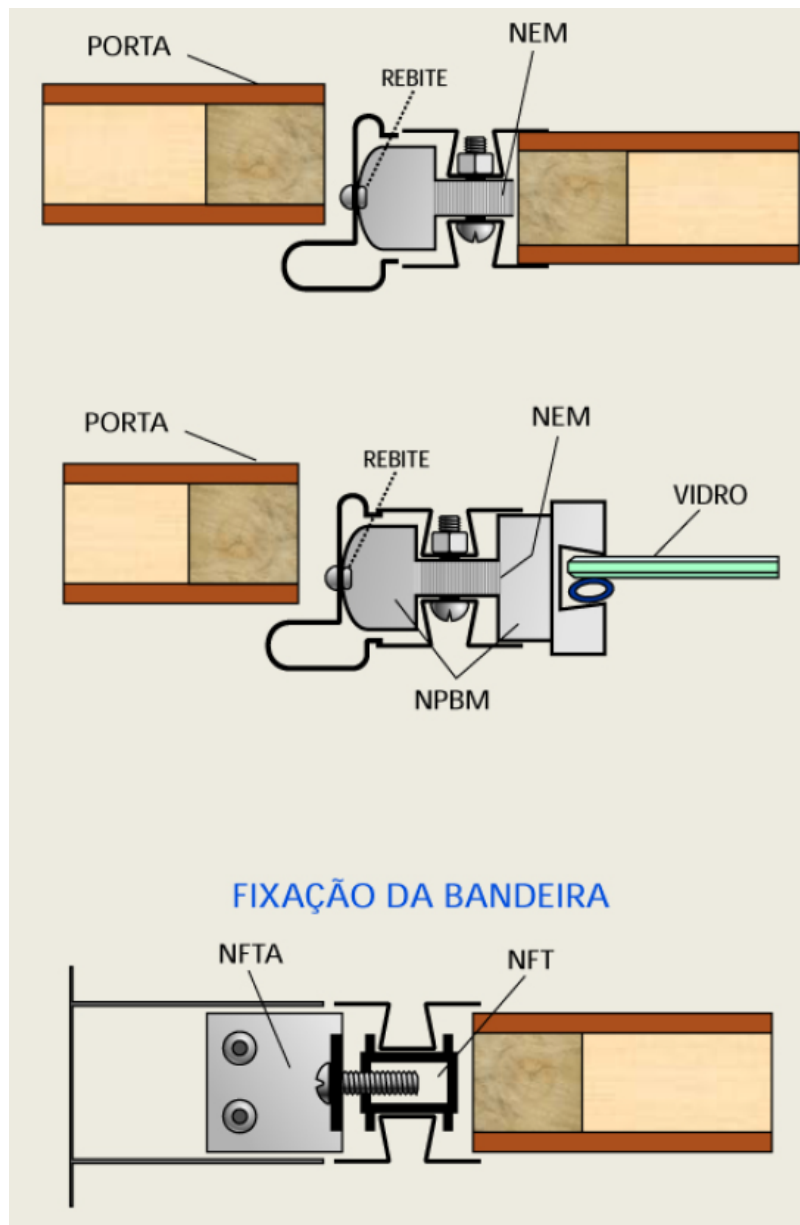 PORTA
NEM
REBITE
PORTA
NEM
REBITE
VIDRO
NPBM
FIXAÇÃO DA BANDEIRA
NFTA
NFT